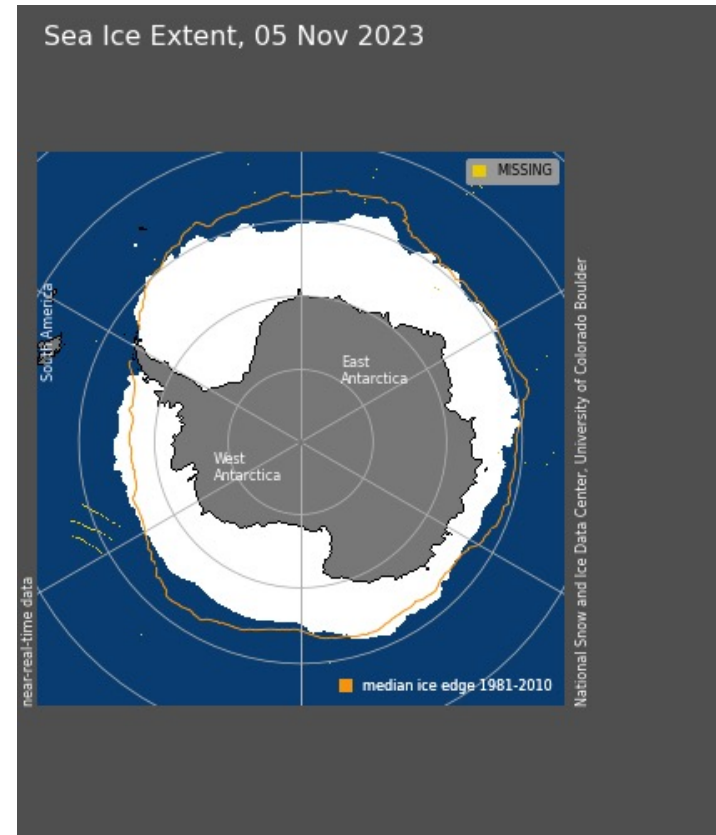 Sea Ice Extent, 05 Nov 2023
MISSING
South America
East
Antarctica
West
Antarctica
near-real-time data
median ice edge 1981-2010
National Snow and Ice Data Center, University of Colorado Boulder